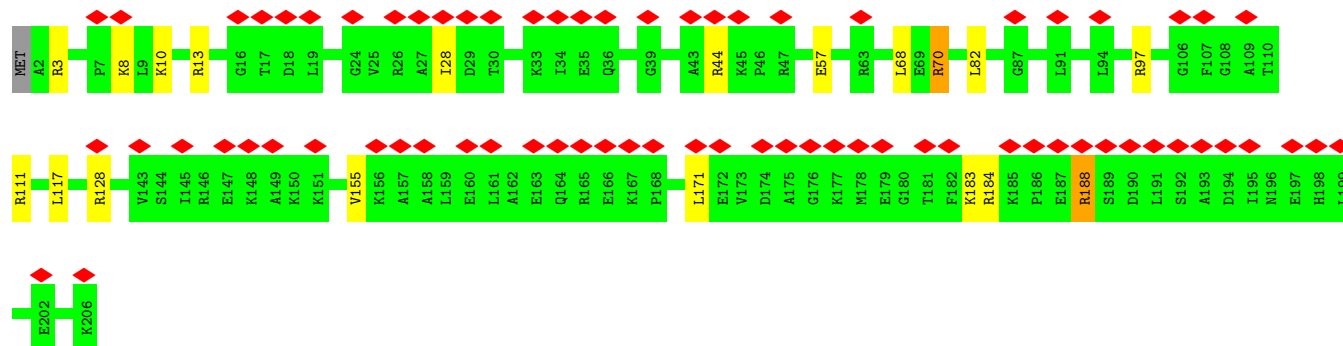 MET A2 R3 P7 K8 L9 K10 R13 G16 T17 D18 L19 G24 V25 R26 A27 I28 D29 T30 K33 I34 E35 Q36 G39 A43 R44 K45 P46 R47 E57 R63 L68 E69 R70 L82 G87 L91 L94 R97 G106 F107 G108 A109 T110
R111 L117 R128 V143 S144 I145 R146 E147 K148 A149 K150 K151 V155 K156 A157 A158 L159 E160 L161 A162 E163 Q164 R165 E166 K167 P168 L171 E172 V173 D174 A175 G176 K177 M178 E179 G180 T181 F182 K183 R184 K185 P186 E187 R188 S189 D190 L191 S192 A193 D194 I195 N196 E197 H198
E202 K206